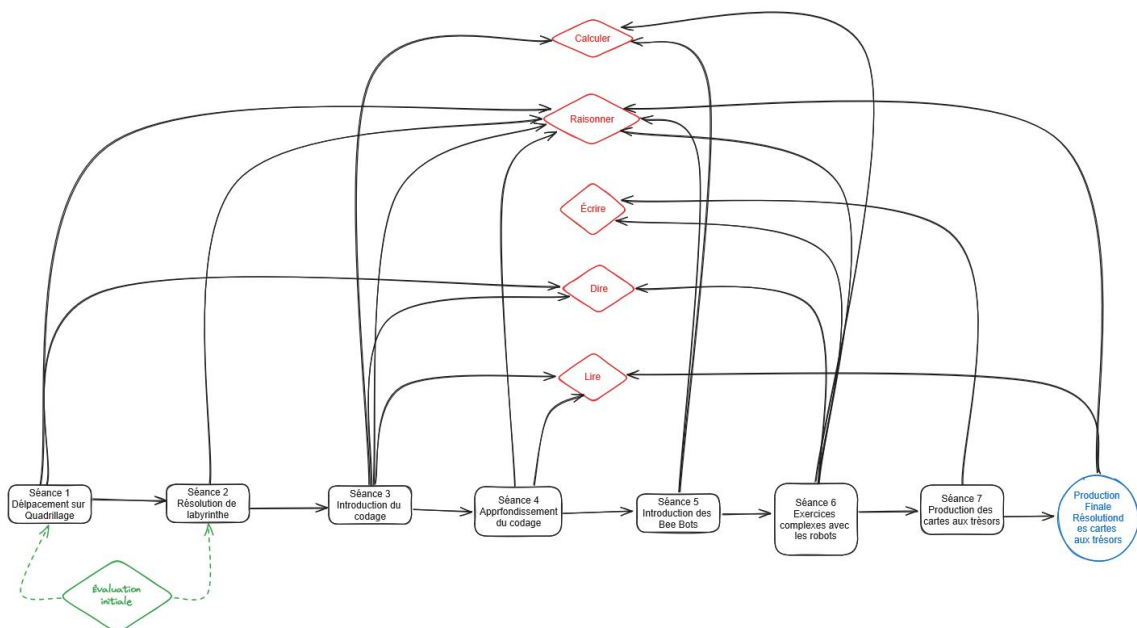 Calculer
Raisonner
Écrire
Dire
Lire
Séance 1
Délpacement sur
Quadrillage
Séance 2
Résolution de
labyrinthe
Séance 3
Introduction du
codage
Séance 4
Apprfondissement
du codage
Séance 5
Introduction des
Bee Bots
Séance 6
Exercices
complexes avec
les robots
Séance 7
Production des
cartes aux trèsors
Production
Finale
Résolutiond
es cartes
aux trésors
Évaluation
initiale